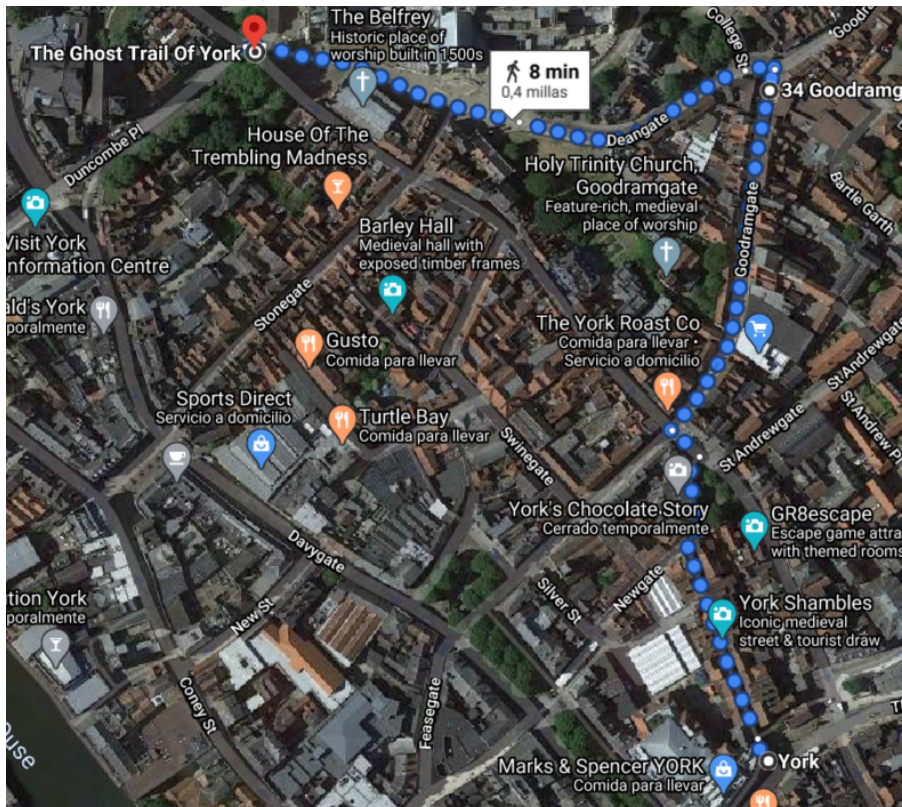 The Belfrey
Historic place of
worship built in 1500s
The Ghost Trail Of York
College St
Goodramg
8 min
0,4 millas
34 Goodramg
Deangate
Duncombe Pl
House Of The
Trembling Madness
Holy Trinity Church,
Goodramgate
Feature-rich, medieval
place of worship
Goodramgate
Bartle Garth
Visit York
Information Centre
Barley Hall
Medieval hall with
exposed timber frames
Stonegate
ald's York
poralmente
Gusto
Comida para llevar
The York Roast Co
Comida para llevar •
Servicio a domicilio
St Andrewgate
St Andrew Pl
Sports Direct
Servicio a domicilio
Turtle Bay
Comida para llevar
Swinegate
St Andrewgate
York's Chocolate Story
Cerrado temporalmente
GR8escape
Escape game attra
with themed rooms
Davygate
Silver St
Newgate
York Shambles
Iconic medieval
street & tourist draw
ution York
poralmente
New St
Coney St
Feasegate
ouse
Th
Marks & Spencer YORK
Comida para llevar
York